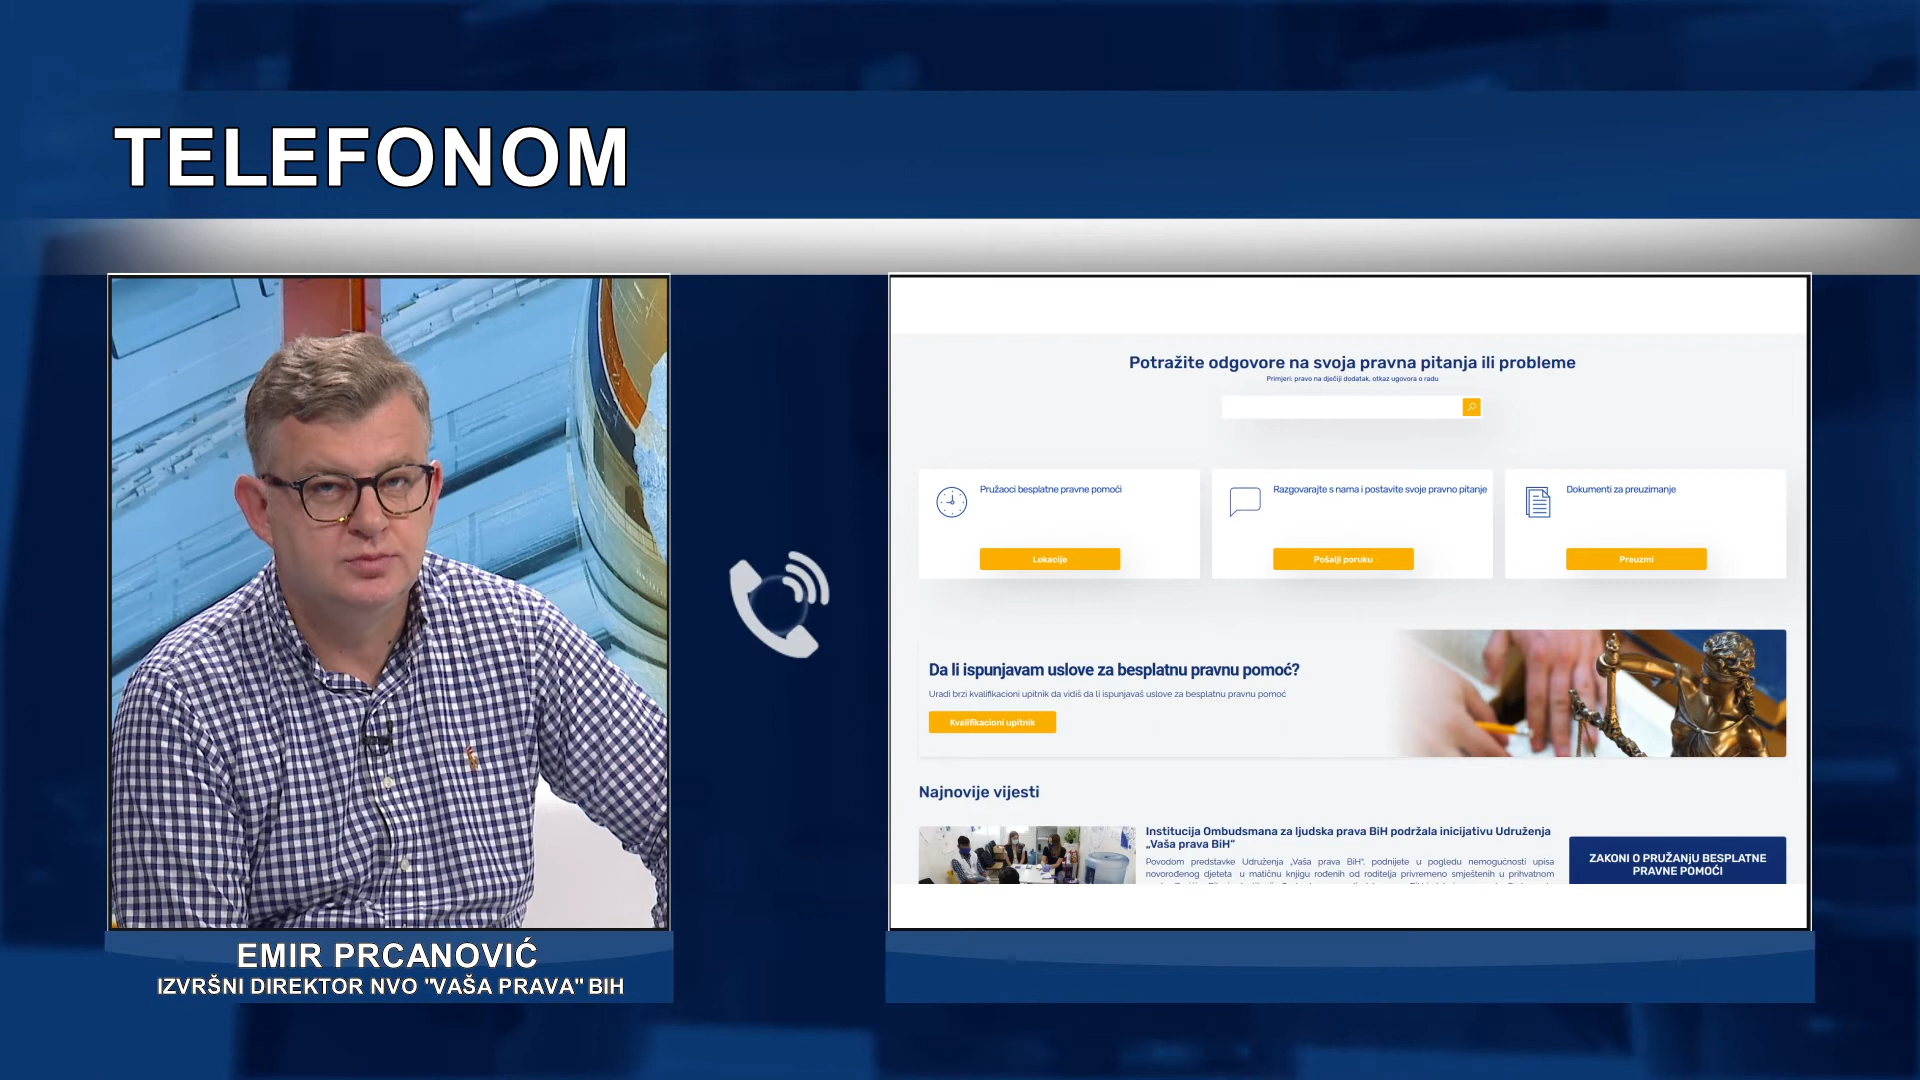 TELEFONOM
Potražite odgovore na svoja pravna pitanja ili probleme
Primjeri: pravo na dječiji dodatak, otkaz ugovora o radu
Pružaoci besplatne pravne pomoći
Lokacije
Razgovarajte s nama i postavite svoje pravno pitanje
Pošalji poruku
Dokumenti za preuzimanje
Preuzmi
Da li ispunjavam uslove za besplatnu pravnu pomoć?
Uradi brzi kvalifikacioni upitnik da vidiš da li ispunjavaš uslove za besplatnu pravnu pomoć
Kvalifikacioni upitnik
Najnovije vijesti
Institucija Ombudsmana za ljudska prava BiH podržala inicijativu Udruženja
„Vaša prava BiH“
Povodom predstavke Udruženja „Vaša prava BiH“, podnijete u pogledu nemogućnosti upisa
novorođenog djeteta u matičnu knjigu rođenih od roditelja privremeno smještenih u prihvatnom
ZAKONI O PRUŽANjU BESPLATNE
PRAVNE POMOĆI
EMIR PRCANOVIĆ
IZVRŠNI DIREKTOR NVO "VAŠA PRAVA" BIH